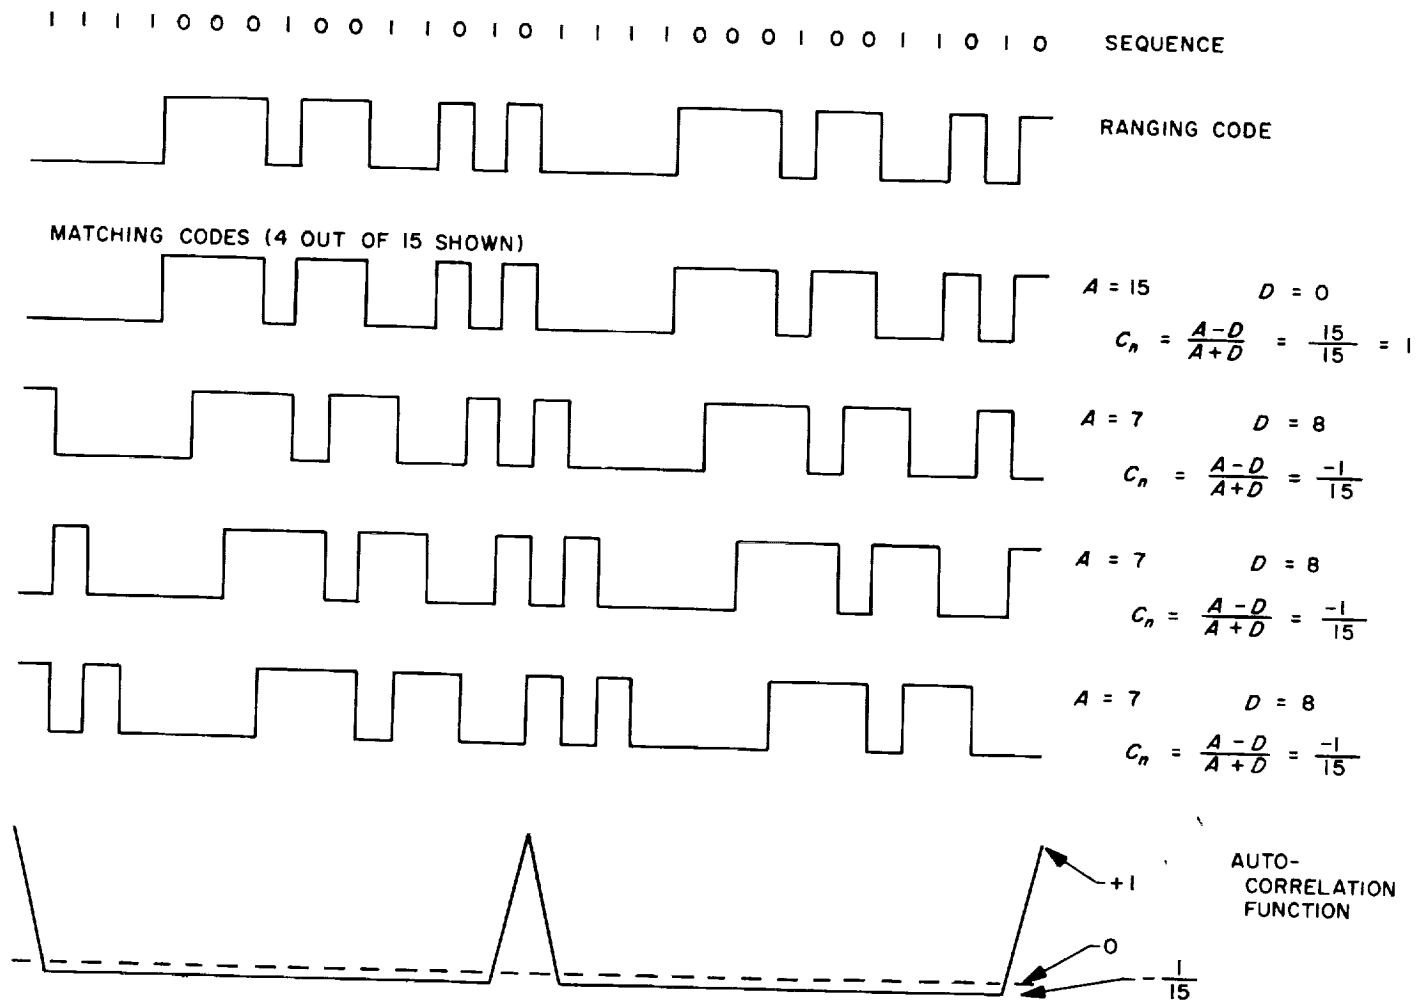 1 1 1 1 0 0 0 1 0 0 1 1 0 1 0 1 1 1 1 0 0 0 1 0 0 1 1 0 1 0 SEQUENCE
RANGING CODE
MATCHING CODES (4 OUT OF 15 SHOWN)
A = 15 D = 0
Cn = A-D/A+D = 15/15 = 1
A = 7 D = 8
Cn = A-D/A+D = -1/15
A = 7 D = 8
Cn = A-D/A+D = -1/15
A = 7 D = 8
Cn = A-D/A+D = -1/15
+1
AUTO-
CORRELATION
FUNCTION
0
-1/15